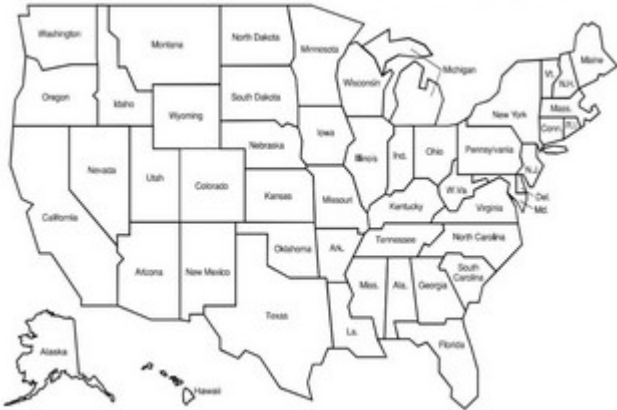 Washington
Montana
North Dakota
Minnesota
Maine
Michigan
Vt.
N.H.
Wisconsin
Oregon
Idaho
South Dakota
Wyoming
New York
Mass.
Conn.
R.I.
Iowa
Nebraska
Pennsylvania
Nevada
Utah
Colorado
Illinois
Ind.
Ohio
N.J.
Kansas
Missouri
W.Va
Virginia
Del.
Md.
California
Kentucky
North Carolina
Tennessee
Oklahoma
Ark.
South
Carolina
Arizona
New Mexico
Miss.
Ala.
Georgia
Texas
La.
Florida
Alaska
Hawaii